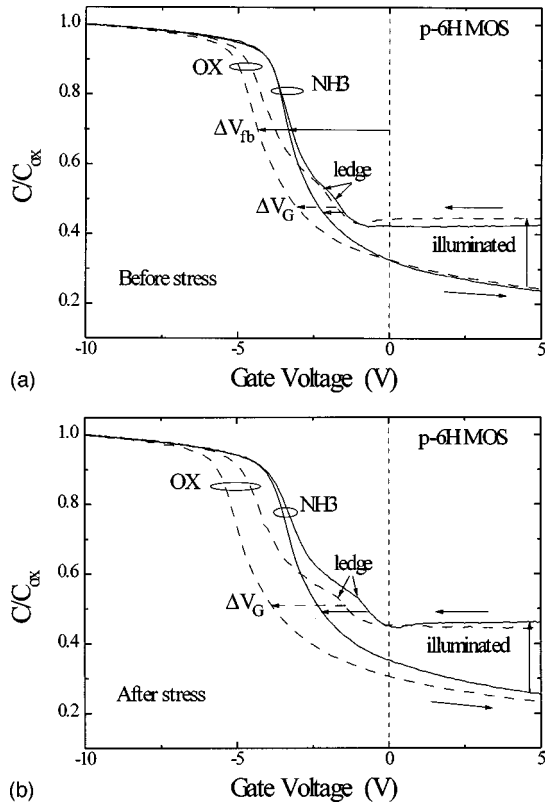 (a)
C/Cox
1.0
0.8
0.6
0.4
0.2
p-6H MOS
OX
NH3
ΔVfb
ledge
ΔVG
illuminated
Before stress
-10
-5
0
5
Gate Voltage (V)
(b)
C/Cox
1.0
0.8
0.6
0.4
0.2
p-6H MOS
OX
NH3
ledge
ΔVG
illuminated
After stress
-10
-5
0
5
Gate Voltage (V)